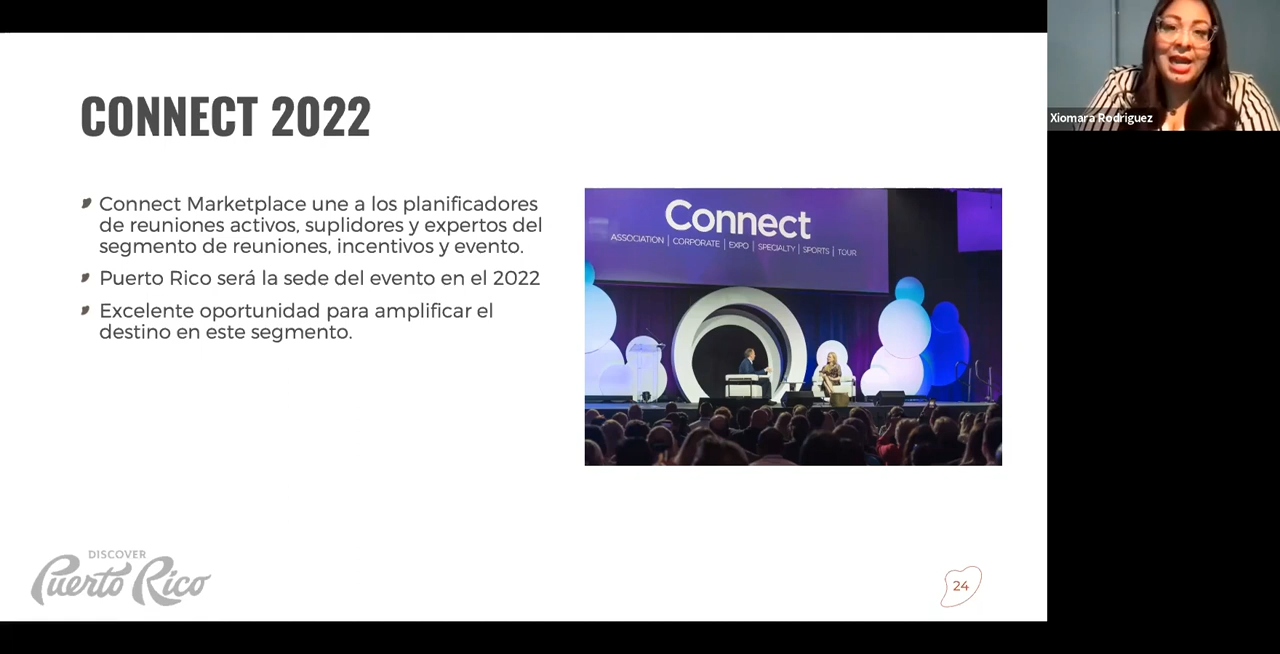 CONNECT 2022
Connect Marketplace une a los planificadores
de reuniones activos, suplidores y expertos del
segmento de reuniones, incentivos y evento.
Puerto Rico será la sede del evento en el 2022
Excelente oportunidad para amplificar el
destino en este segmento.
Connect
ASSOCIATION | CORPORATE | EXPO | SPECIALTY | SPORTS | TOUR
DISCOVER
Puerto Rico
24
Xiomara Rodriguez